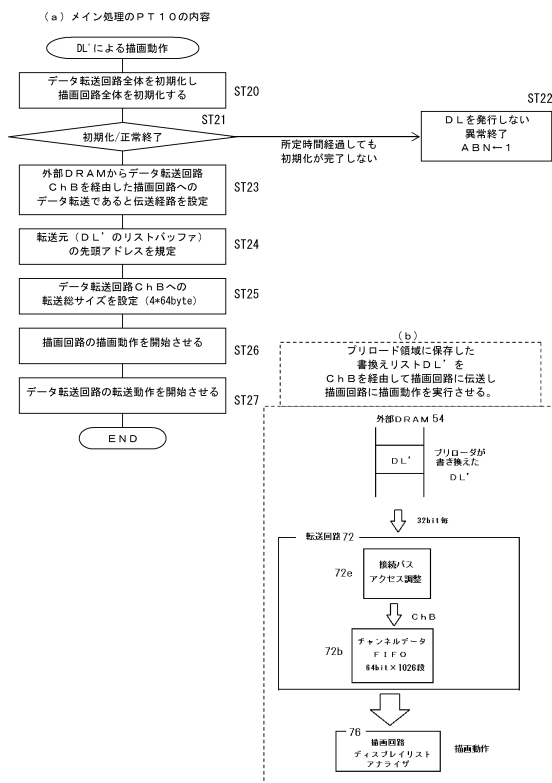 (a)メイン処理のPT10の内容
DL'による描画動作
データ転送回路全体を初期化し
描画回路全体を初期化する
ST20
ST21
初期化/正常終了
所定時間経過しても
初期化が完了しない
ST22
DLを発行しない
異常終了
ABN←1
外部DRAMからデータ転送回路
ChBを経由した描画回路への
データ転送であると伝送経路を設定
ST23
転送元(DL'のリストバッファ)
の先頭アドレスを規定
ST24
データ転送回路ChBへの
転送総サイズを設定(4*64byte)
ST25
描画回路の描画動作を開始させる
ST26
データ転送回路の転送動作を開始させる
ST27
END
(b)
プリロード領域に保存した
書換えリストDL'を
ChBを経由して描画回路に伝送し
描画回路に描画動作を実行させる。
外部DRAM54
DL'
プリローダが
書き換えた
DL'
32bit毎
転送回路72
72e
接続バス
アクセス調整
ChB
72b
チャンネルデータ
FIFO
64bit×1026段
76
描画回路
ディスプレイリスト
アナライザ
描画動作